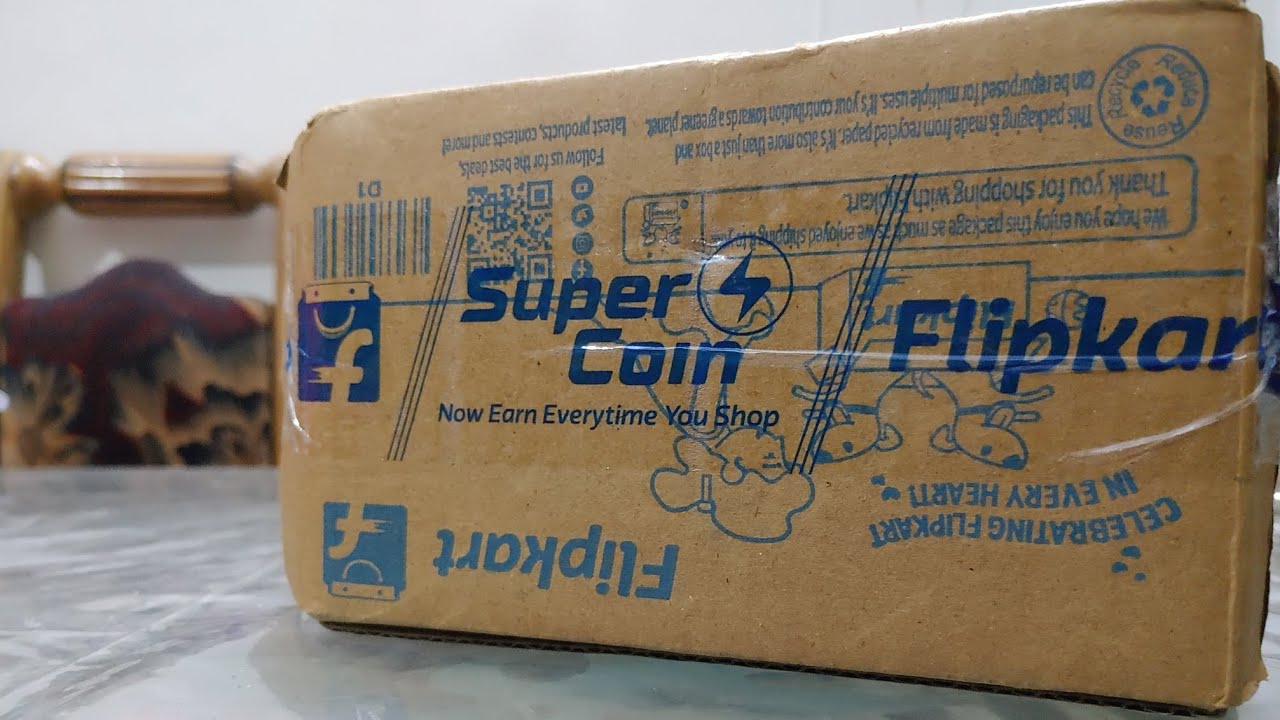 Super
Coin
Now Earn Everytime You Shop
Flipkar
Flipkart
CELEBRATING FLIPKART
IN EVERY HEART!
We hope you enjoy this package as much as we enjoyed shipping it to
Thank you for shopping with Flipkart.
D1
Follow us for the best deals,
latest products, contests and more!
This packaging is made from recycled paper. It's also more than just a box and
can be repurposed for multiple uses. It's your contribution towards a greener planet.
Recycle Reduce Reuse